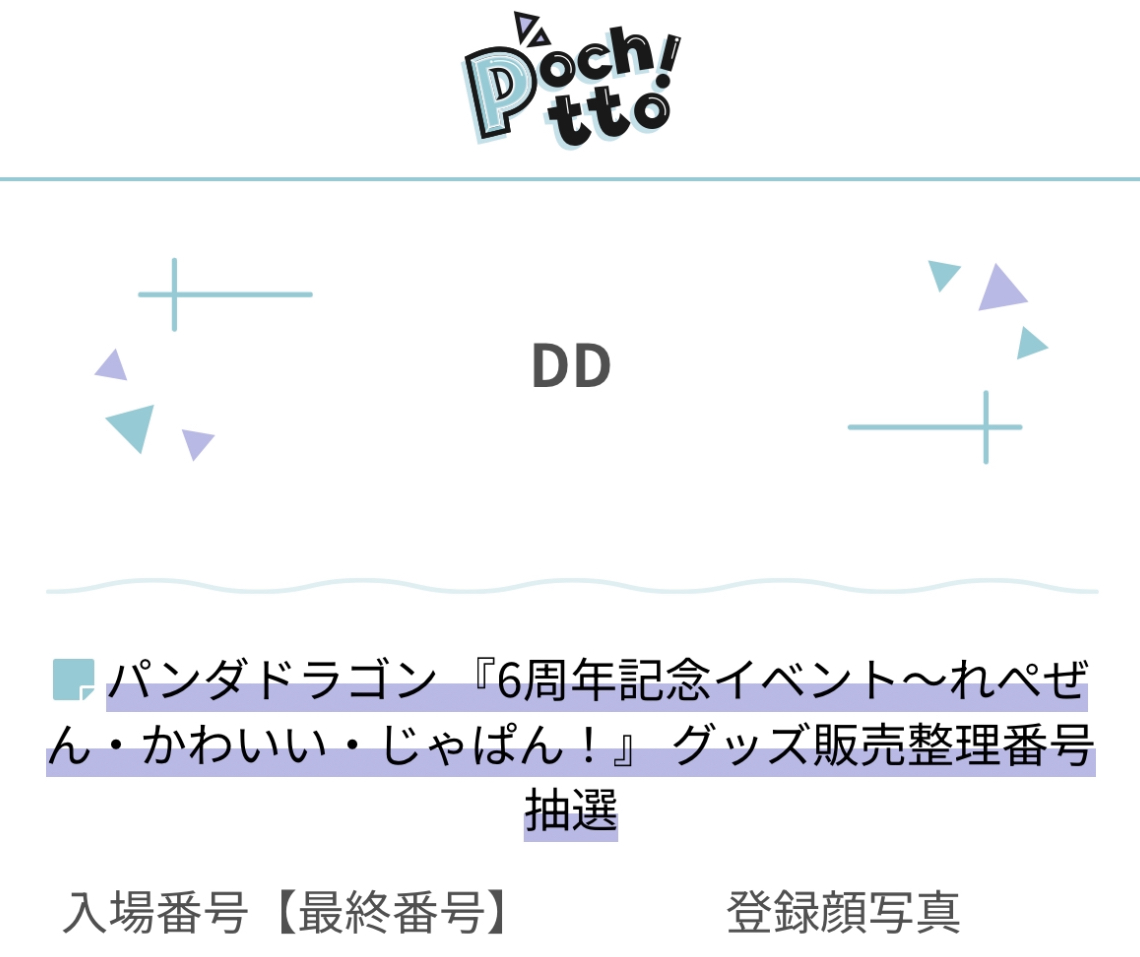 Poch!
tto
DD
パンダドラゴン 『6周年記念イベント〜れぺぜ
ん・かわいい・じゃぱん！』 グッズ販売整理番号
抽選
入場番号【最終番号】 登録顔写真